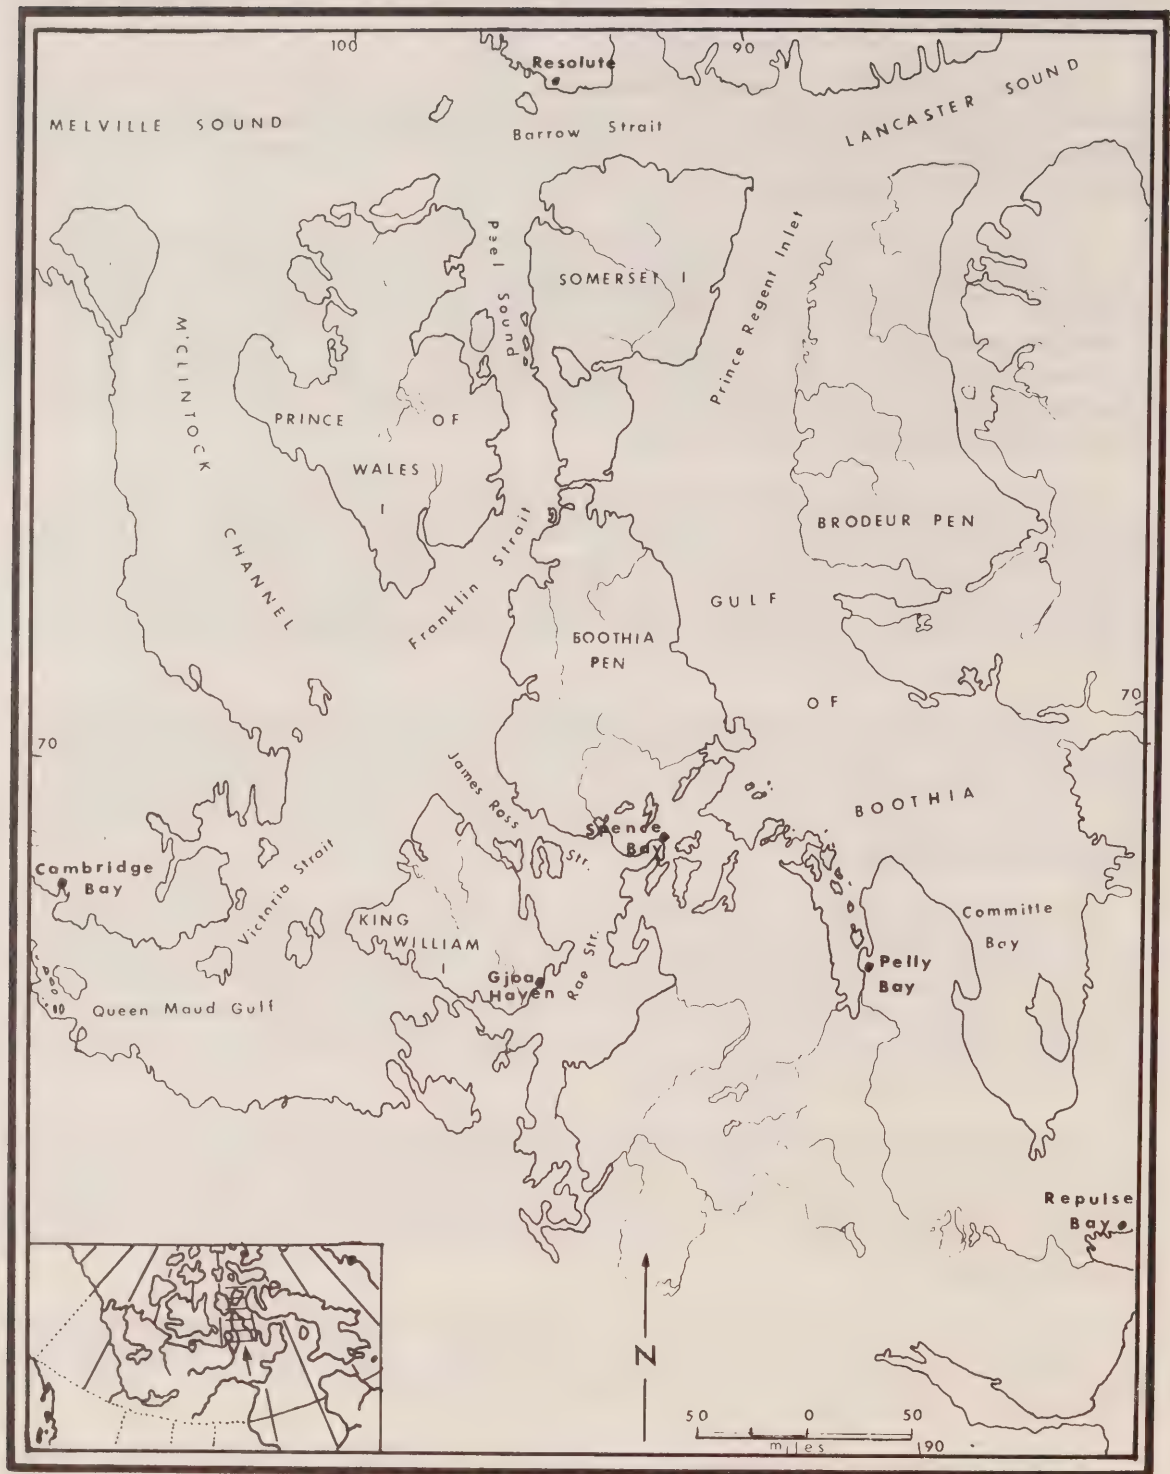 100
90
Resolute
MELVILLE SOUND
Barrow Strait
LANCASTER SOUND
Peel Sound
SOMERSET I
Prince Regent Inlet
M'CLINTOCK
CHANNEL
PRINCE
OF
WALES
I
Franklin Strait
BRODEUR PEN
GULF
OF
BOOTHIA
BOOTHIA
PEN
70
70
James Ross
Str.
Spence
Bay
Cambridge
Bay
Victoria Strait
KING
WILLIAM
I
Committe
Bay
Gjoa
Haven
Rae Str.
Pelly
Bay
Queen Maud Gulf
Repulse
Bay
N
50 0 50
miles
90